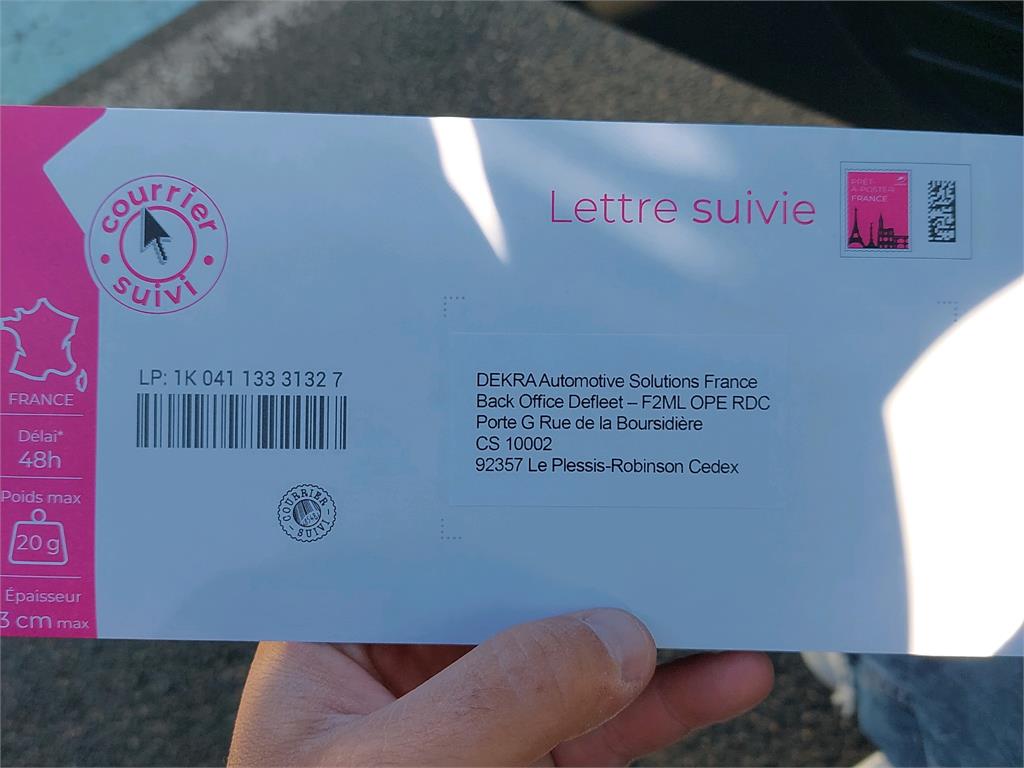 courrier
suivi
Lettre suivie
PRÊT-
À-POSTER
FRANCE
LP: 1K 041 133 3132 7
DEKRA Automotive Solutions France
Back Office Defleet – F2ML OPE RDC
Porte G Rue de la Boursidière
CS 10002
92357 Le Plessis-Robinson Cedex
FRANCE
Délai*
48h
Poids max
20 g
Épaisseur
3 cm max
COURRIER
SUIVI